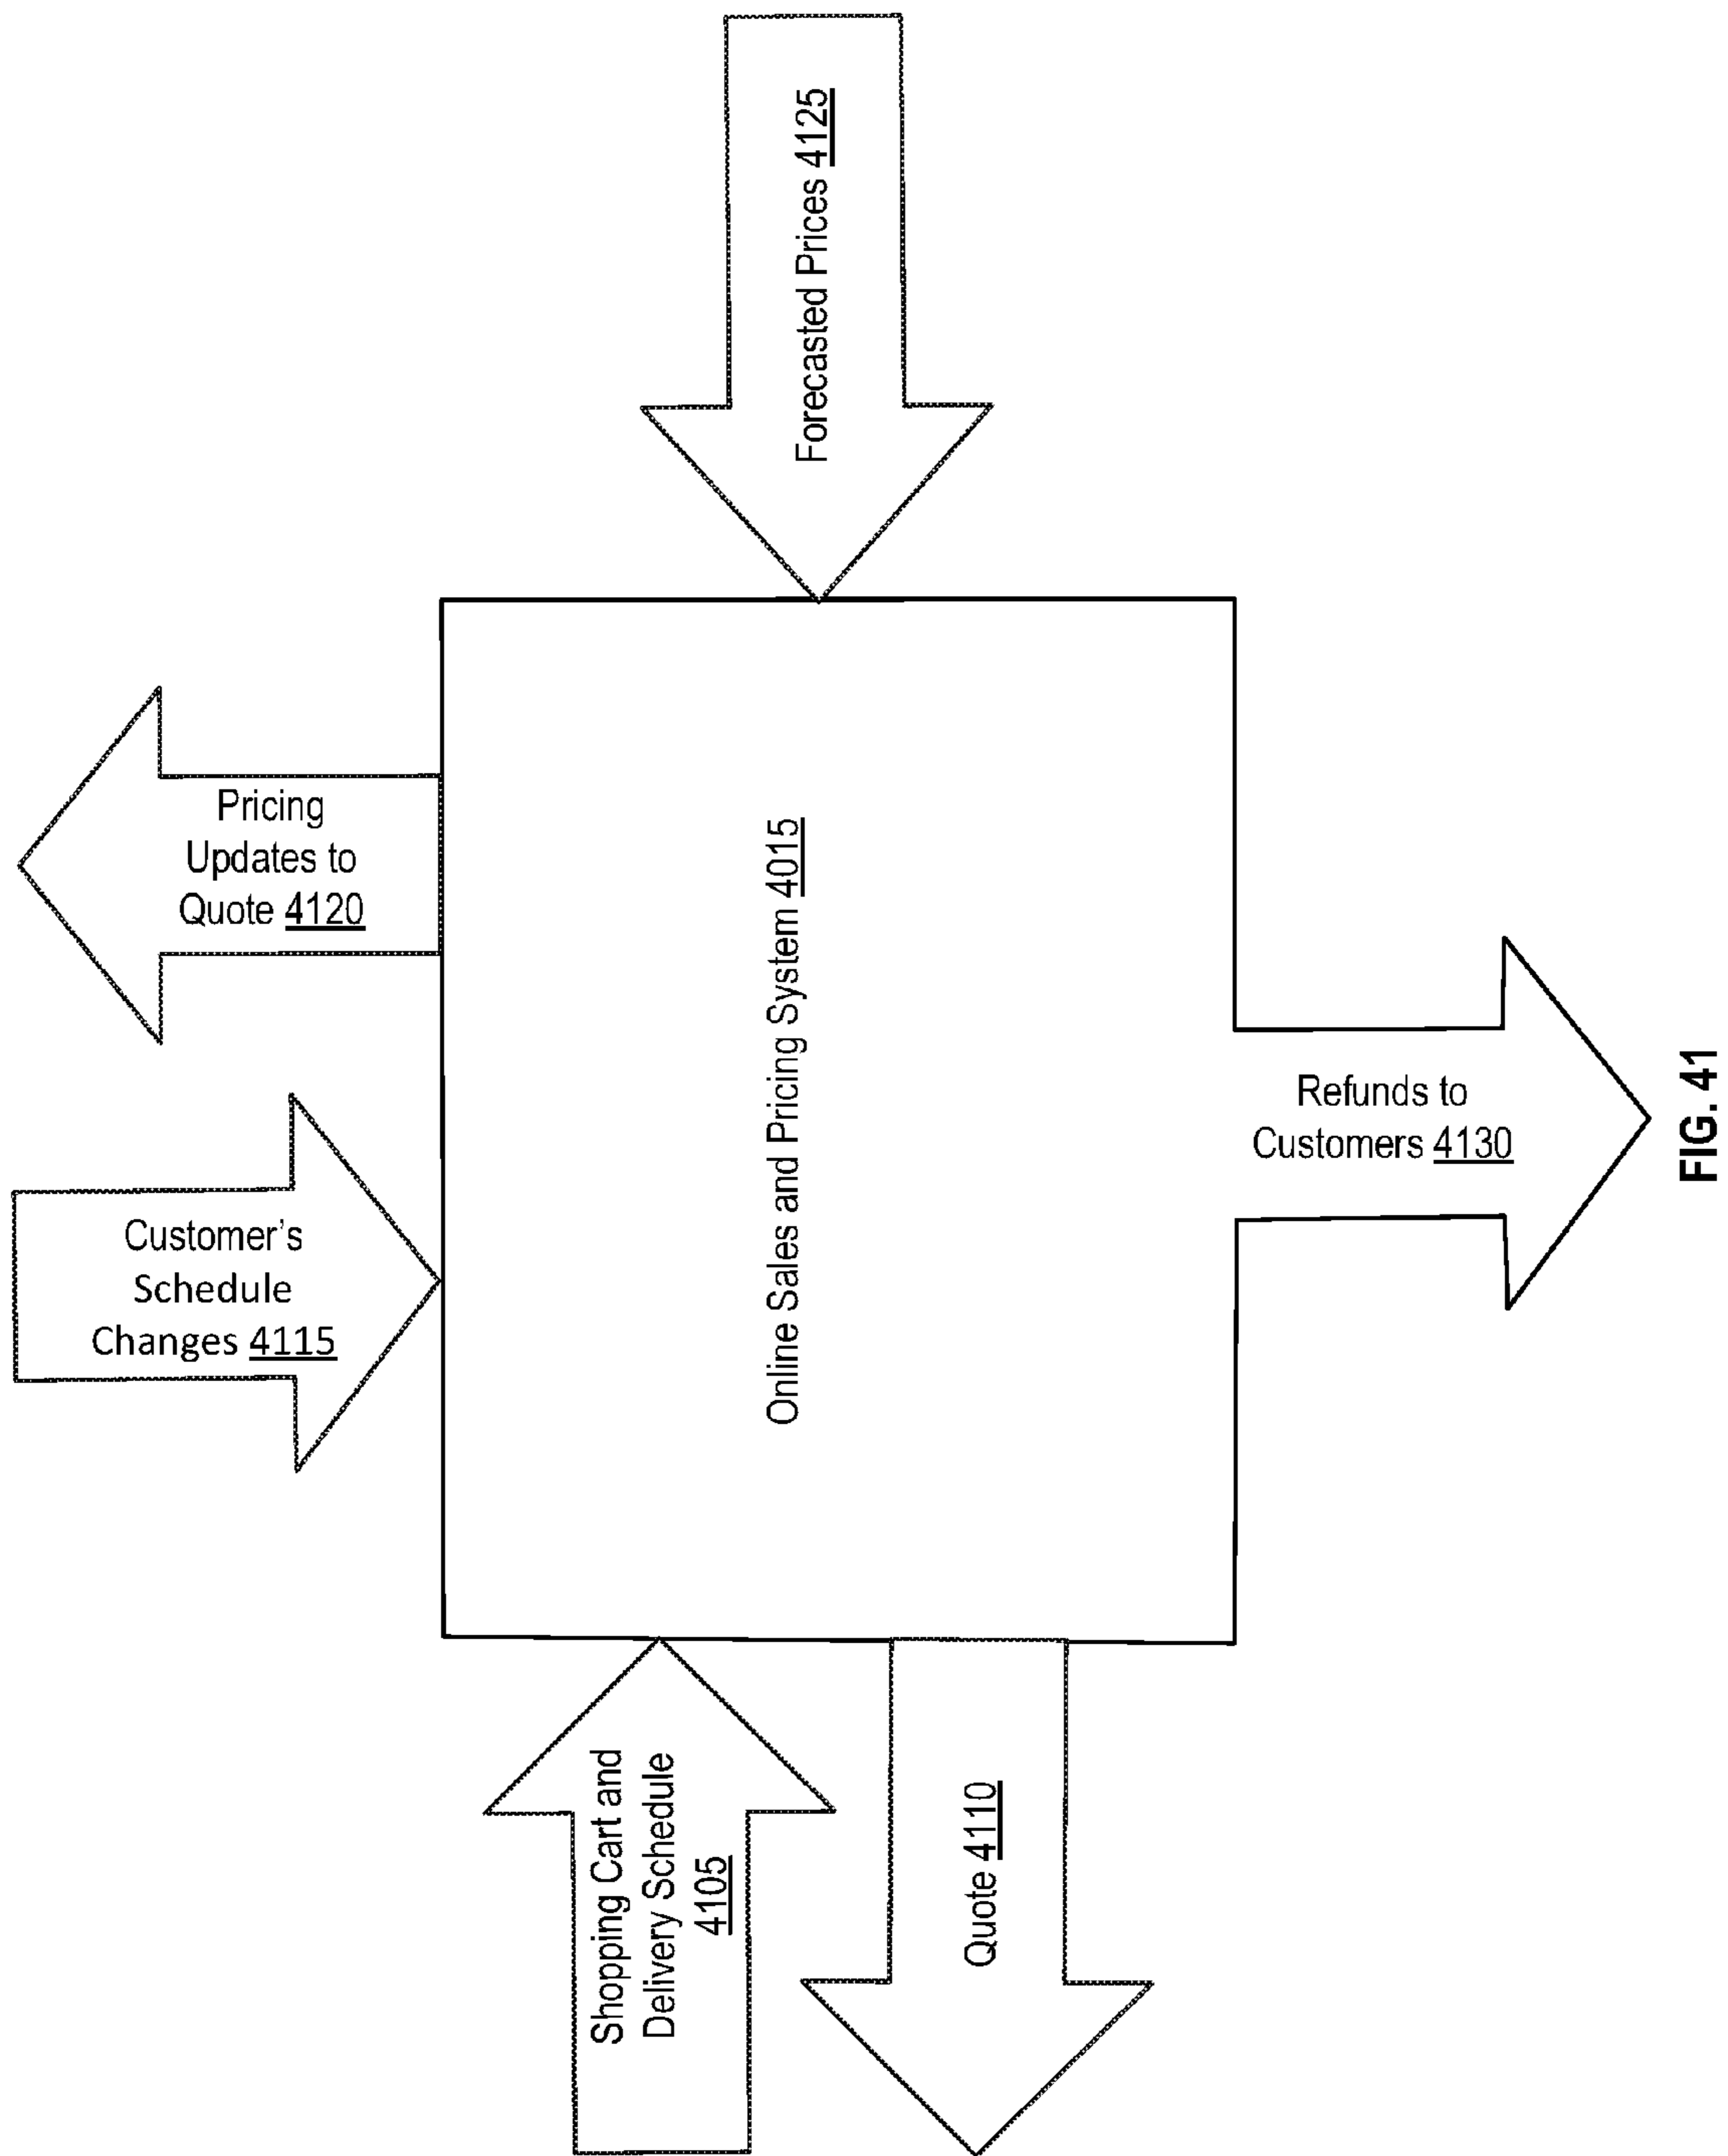 Pricing
Updates to
Quote 4120
Customer's
Schedule
Changes 4115
Forecasted Prices 4125
Online Sales and Pricing System 4015
Shopping Cart and
Delivery Schedule
4105
Quote 4110
Refunds to
Customers 4130
FIG. 41